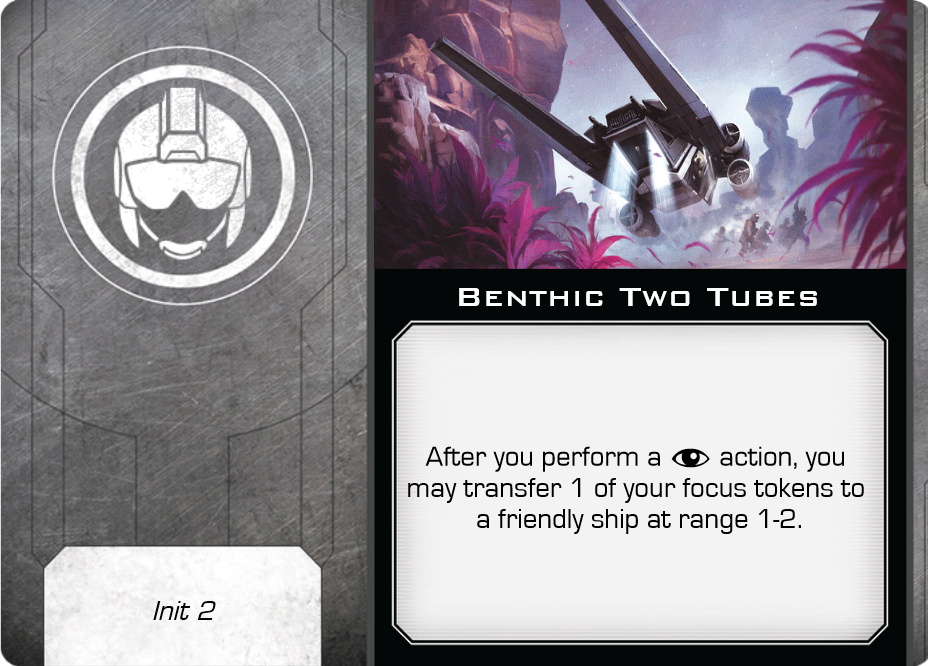 Benthic Two Tubes
After you perform a action, you
may transfer 1 of your focus tokens to
a friendly ship at range 1-2.
Init 2